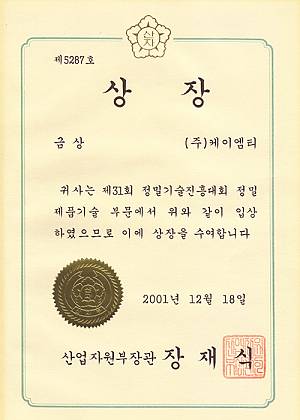 제5287호
상 장
금 상 (주)케이엠티
귀사는 제31회 정밀기술진흥대회 정밀
제품기술 부문에서 위와 같이 입상
하였으므로 이에 상장을 수여합니다
2001년 12월 18일
산업자원부장관 장 재 식